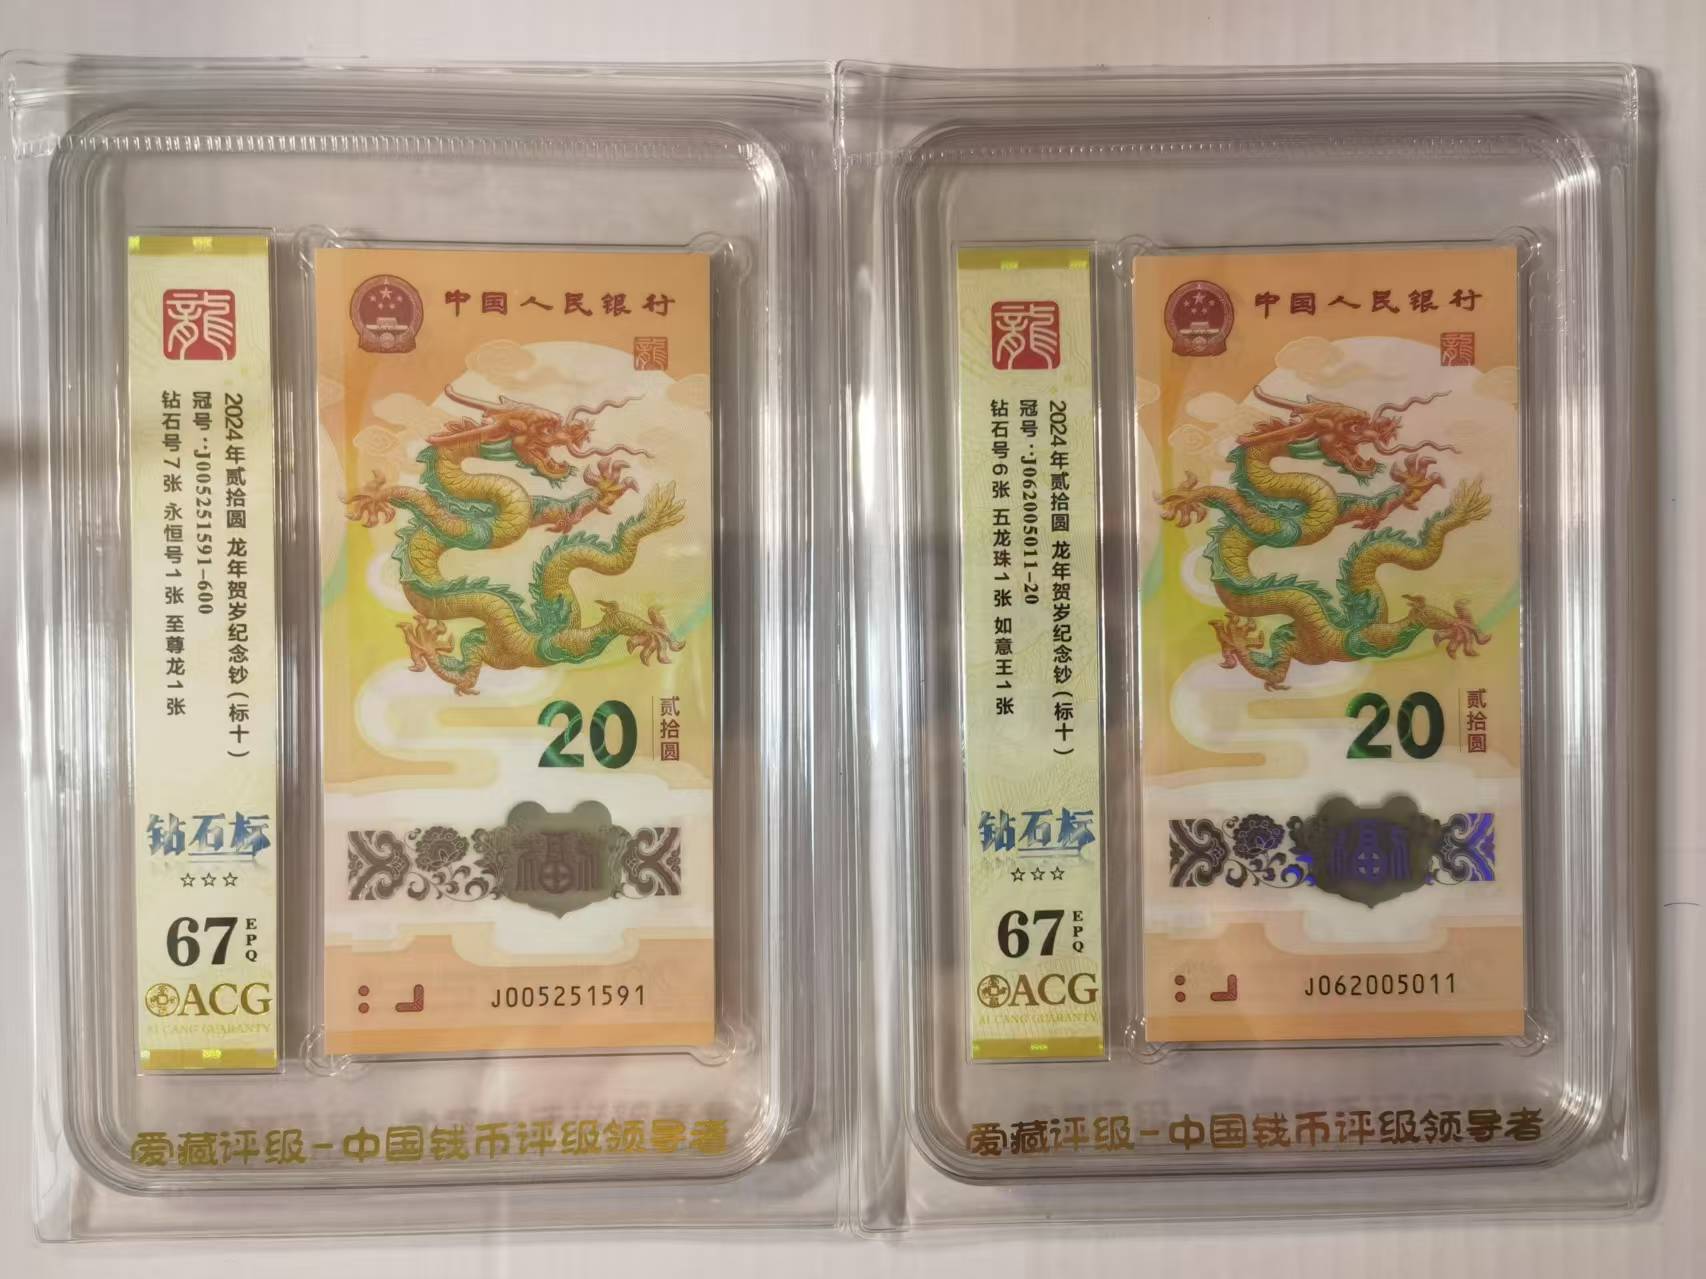 龍
2024年贰拾圆 龙年贺岁纪念钞(标十)
冠号:J005251591-600
钻石号7张 永恒号1张 至尊龙1张
钻石标
☆☆☆
67 EPQ
ACG
AI CANG GUARANTY
中国人民银行
龍
20 贰拾圆
福
J005251591
爱藏评级-中国钱币评级领导者
龍
2024年贰拾圆 龙年贺岁纪念钞(标十)
冠号:J062005011-20
钻石号6张 五龙珠1张 如意王1张
钻石标
☆☆☆
67 EPQ
ACG
AI CANG GUARANTY
中国人民银行
龍
20 贰拾圆
福
J062005011
爱藏评级-中国钱币评级领导者